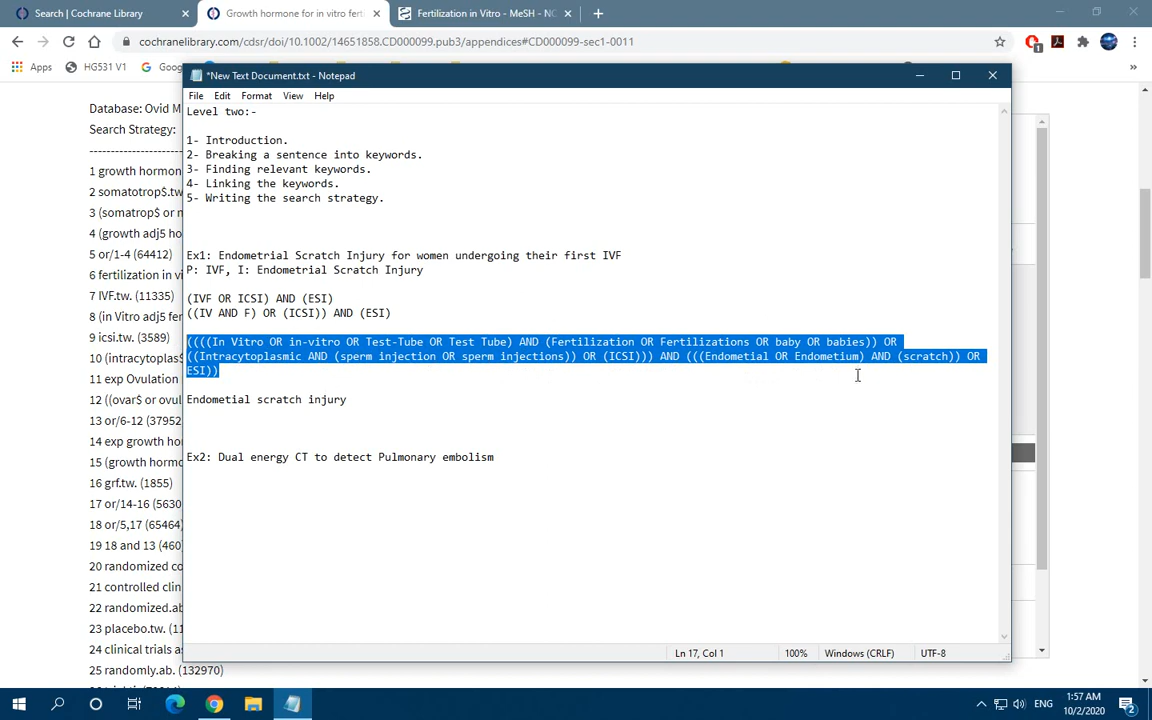 Search | Cochrane Library
Growth hormone for in vitro fert
Fertilization in Vitro - MeSH - NC
cochranelibrary.com/cdsr/doi/10.1002/14651858.CD000099.pub3/appendices#CD000099-sec1-0011
1
Apps
HG531 V1
Goog
»
*New Text Document.txt - Notepad
File Edit Format View Help
Database: Ovid M
Search Strategy:
1 growth hormon
2 somatotrop$.tw
3 (somatrop$ or m
4 (growth adj5 ho
5 or/1-4 (64412)
6 fertilization in vi
7 IVF.tw. (11335)
8 (in Vitro adj5 fer
9 icsi.tw. (3589)
10 (intracytoplas
11 exp Ovulation
12 ((ovar$ or ovul
13 or/6-12 (37952
14 exp growth hor
15 (growth hormo
16 grf.tw. (1855)
17 or/14-16 (5630
18 or/5,17 (65464)
19 18 and 13 (460)
20 randomized co
21 controlled clin
22 randomized.ab
23 placebo.tw. (11
24 clinical trials as
25 randomly.ab. (132970)
Level two:-
1- Introduction.
2- Breaking a sentence into keywords.
3- Finding relevant keywords.
4- Linking the keywords.
5- Writing the search strategy.
Ex1: Endometrial Scratch Injury for women undergoing their first IVF
P: IVF, I: Endometrial Scratch Injury
(IVF OR ICSI) AND (ESI)
((IV AND F) OR (ICSI)) AND (ESI)
((((In Vitro OR in-vitro OR Test-Tube OR Test Tube) AND (Fertilization OR Fertilizations OR baby OR babies)) OR
((Intracytoplasmic AND (sperm injection OR sperm injections)) OR (ICSI))) AND (((Endometial OR Endometium) AND (scratch)) OR
ESI))
Endometial scratch injury
Ex2: Dual energy CT to detect Pulmonary embolism
Ln 17, Col 1
100%
Windows (CRLF)
UTF-8
ENG
1:57 AM
10/2/2020
2